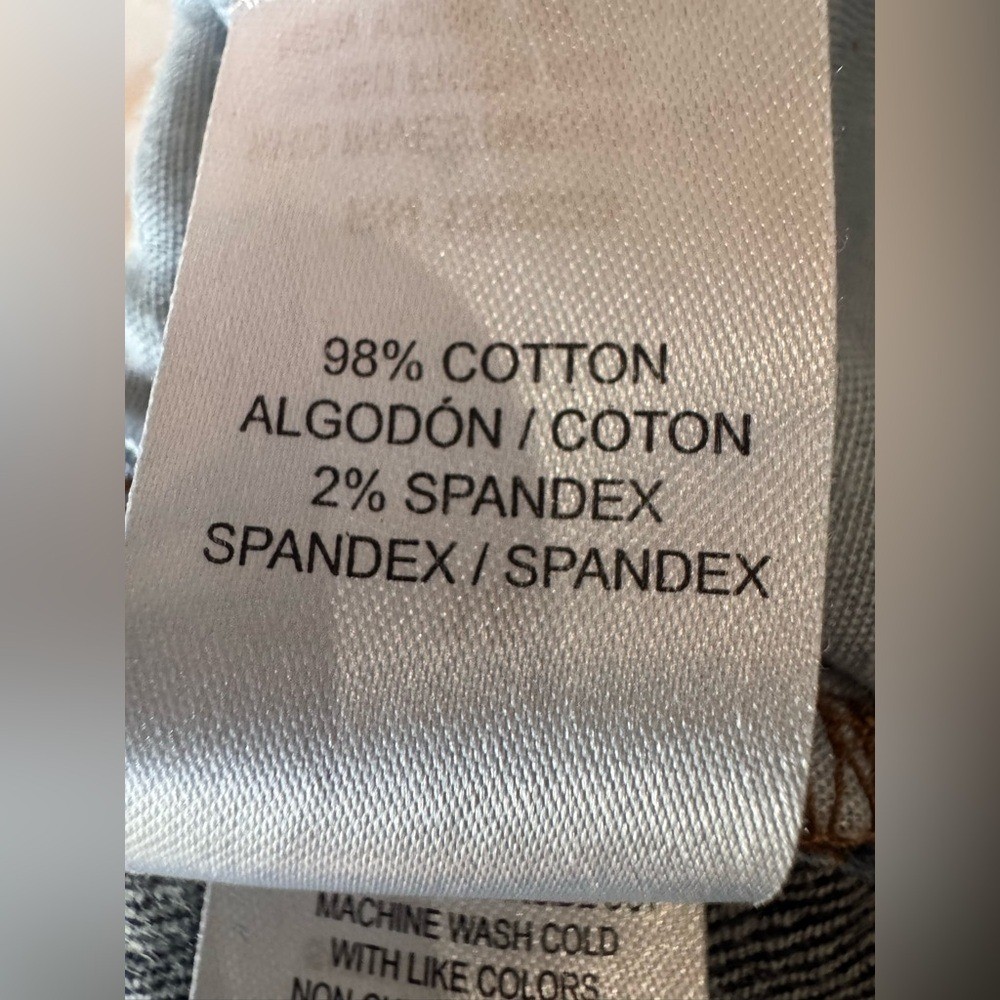 98% COTTON
ALGODÓN / COTON
2% SPANDEX
SPANDEX / SPANDEX
MACHINE WASH COLD
WITH LIKE COLORS